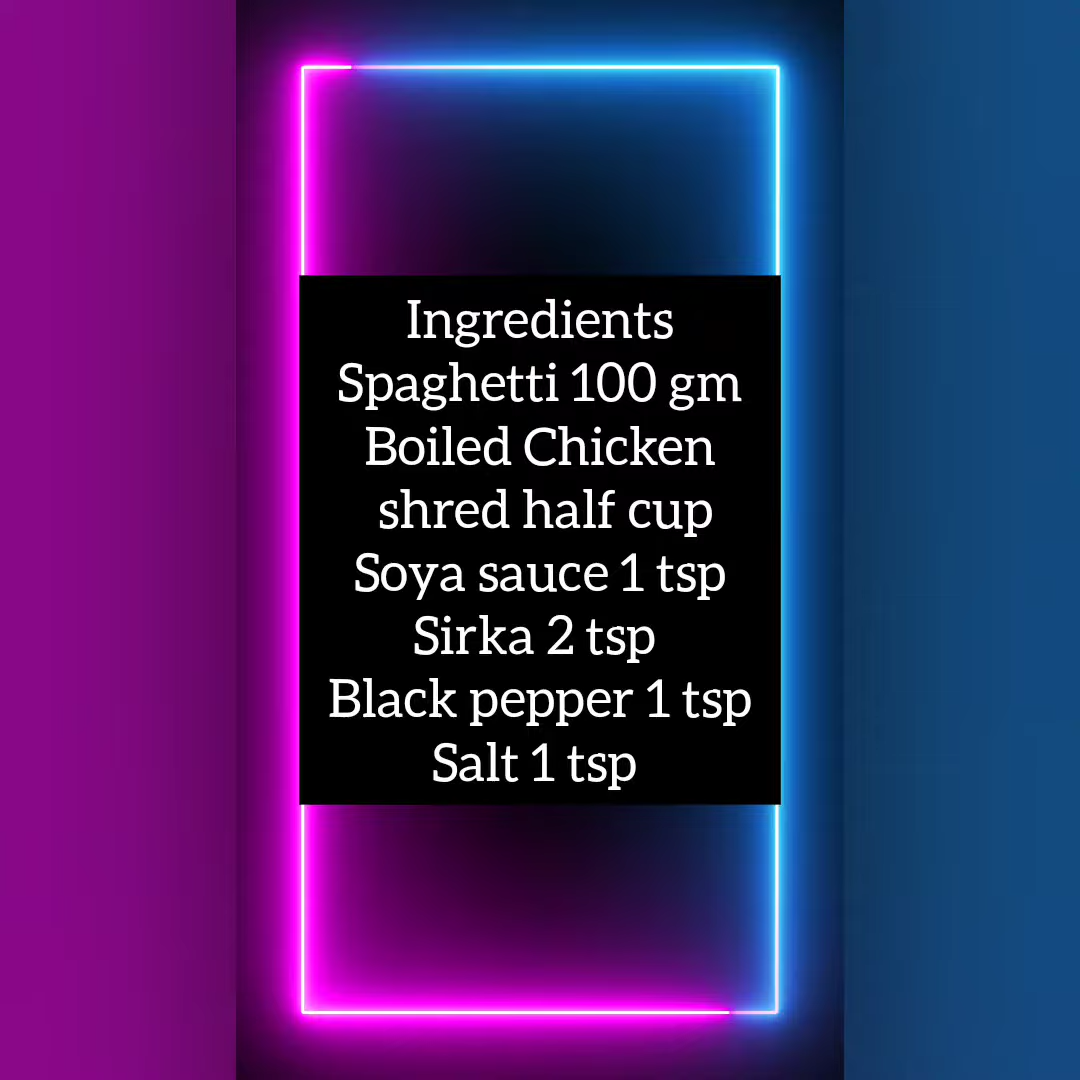 Ingredients
Spaghetti 100 gm
Boiled Chicken
shred half cup
Soya sauce 1 tsp
Sirka 2 tsp
Black pepper 1 tsp
Salt 1 tsp